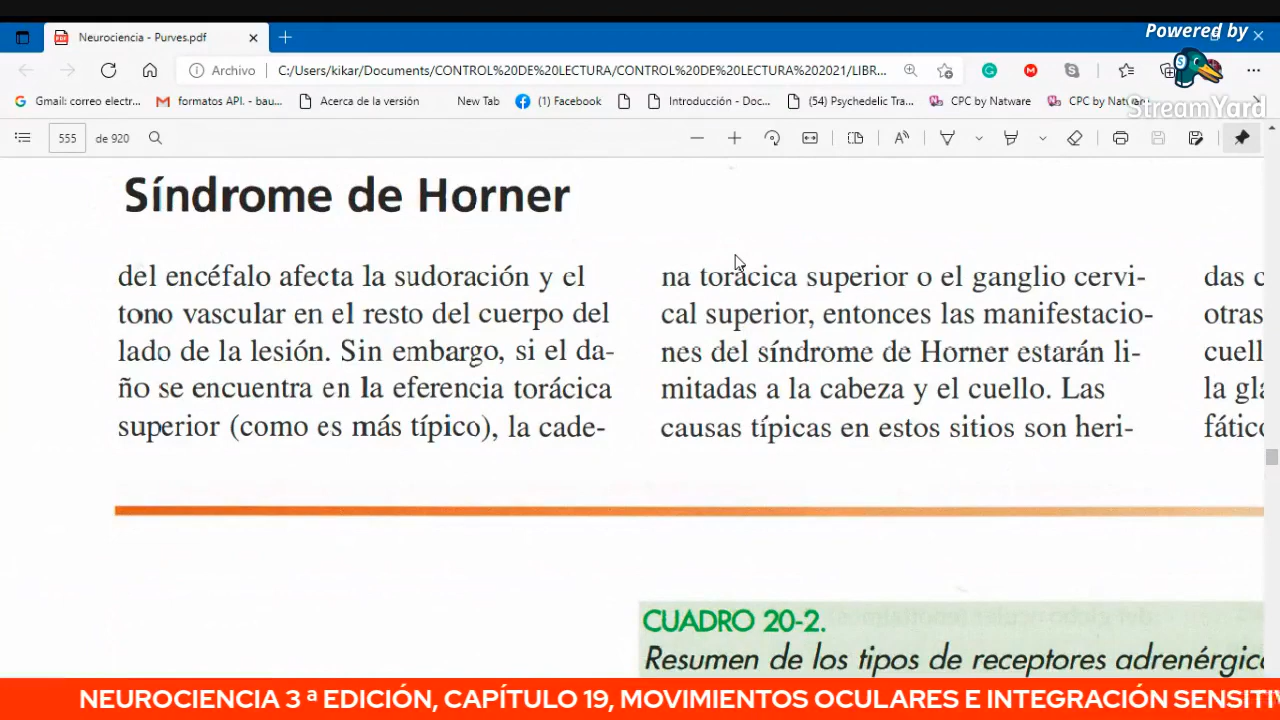 Powered by
StreamYard
Neurociencia - Purves.pdf
Archivo
C:/Users/kikar/Documents/CONTROL%20DE%20LECTURA/CONTROL%20DE%20LECTURA%202021/LIBR...
Gmail: correo electr...
formatos API. - bau...
Acerca de la versión
New Tab
(1) Facebook
Introducción - Doc...
(54) Psychedelic Tra...
CPC by Natware
555 de 920
Síndrome de Horner
del encéfalo afecta la sudoración y el
tono vascular en el resto del cuerpo del
lado de la lesión. Sin embargo, si el da-
ño se encuentra en la eferencia torácica
superior (como es más típico), la cade-
na torácica superior o el ganglio cervi-
cal superior, entonces las manifestacio-
nes del síndrome de Horner estarán li-
mitadas a la cabeza y el cuello. Las
causas típicas en estos sitios son heri-
das
otras
cuell
la gl
fátic
CUADRO 20-2.
Resumen de los tipos de receptores adrenérgic
NEUROCIENCIA 3 ª EDICIÓN, CAPÍTULO 19, MOVIMIENTOS OCULARES E INTEGRACIÓN SENSITIV